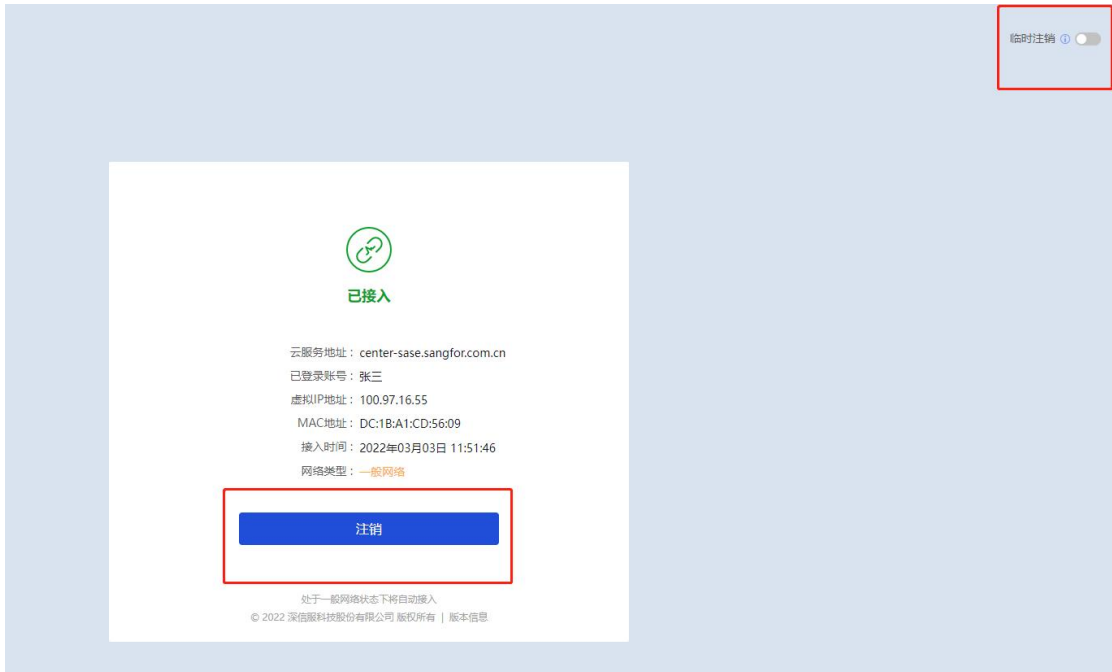 临时注销
已接入
云服务地址： center-sase.sangfor.com.cn
已登录账号： 张三
虚拟IP地址： 100.97.16.55
MAC地址： DC:1B:A1:CD:56:09
接入时间： 2022年03月03日 11:51:46
网络类型： 一般网络
注销
处于一般网络状态下将自动接入
© 2022 深信服科技股份有限公司 版权所有 | 版本信息